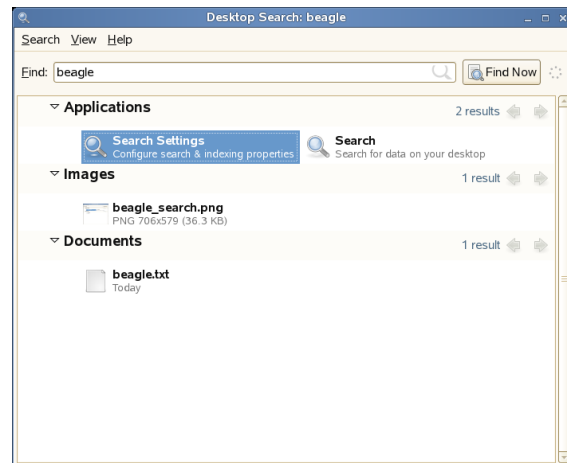 Desktop Search: beagle
Search View Help
Find: beagle Find Now
Applications 2 results
Search Settings Search
Configure search & indexing properties Search for data on your desktop
Images 1 result
beagle_search.png
PNG 706x579 (36.3 KB)
Documents 1 result
beagle.txt
Today